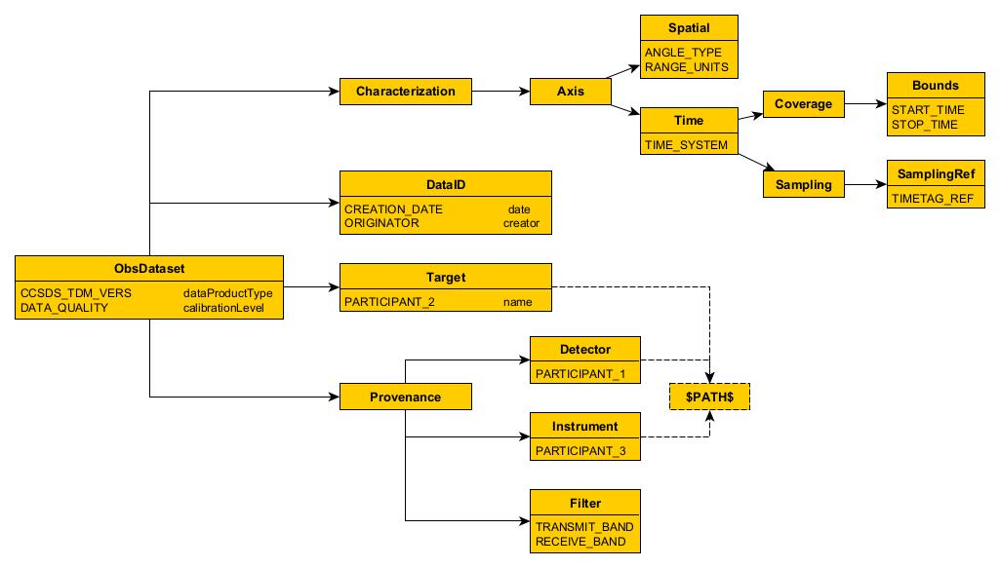 Spatial
ANGLE_TYPE
RANGE_UNITS
Characterization
Axis
Time
TIME_SYSTEM
Coverage
Bounds
START_TIME
STOP_TIME
Sampling
SamplingRef
TIMETAG_REF
DataID
CREATION_DATE date
ORIGINATOR creator
ObsDataset
CCSDS_TDM_VERS dataProductType
DATA_QUALITY calibrationLevel
Target
PARTICIPANT_2 name
Detector
PARTICIPANT_1
Provenance
$PATH$
Instrument
PARTICIPANT_3
Filter
TRANSMIT_BAND
RECEIVE_BAND